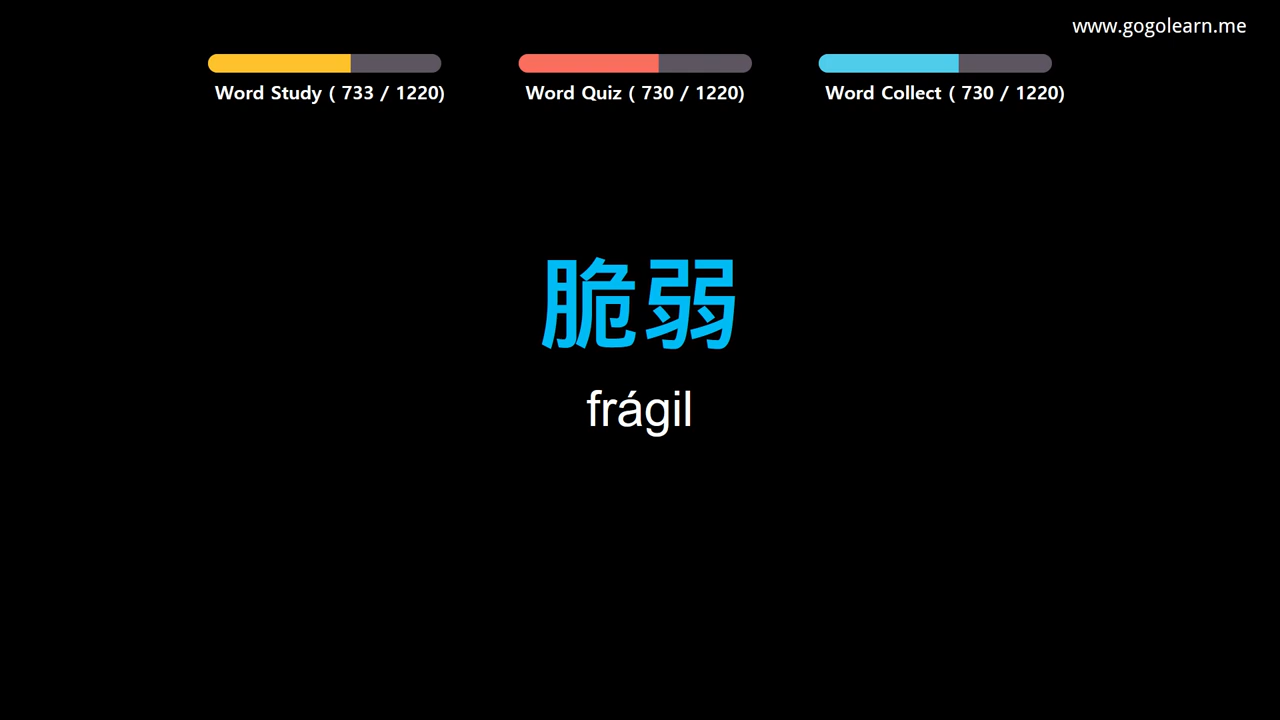 www.gogolearn.me
Word Study ( 733 / 1220)
Word Quiz ( 730 / 1220)
Word Collect ( 730 / 1220)
脆弱
frágil